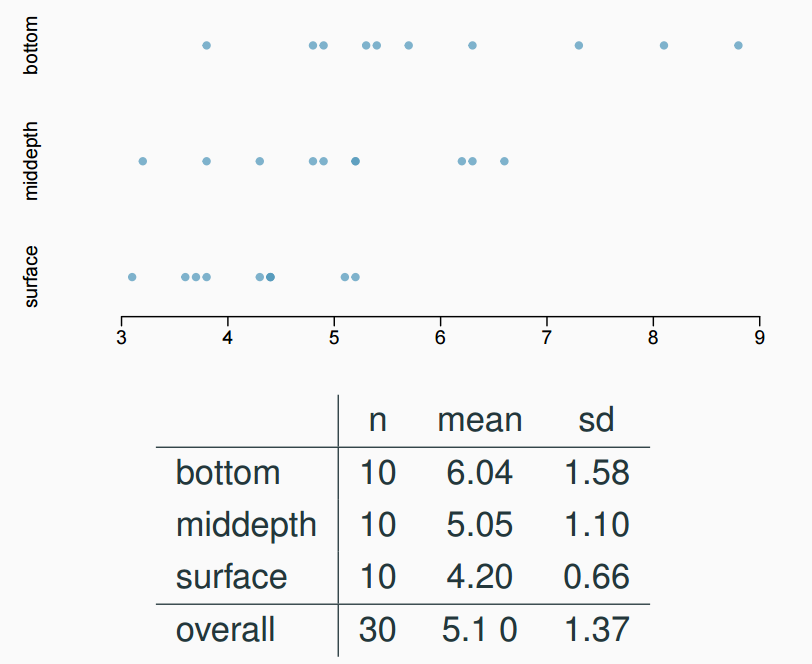 bottom
middepth
surface
3 4 5 6 7 8 9
n mean sd
bottom 10 6.04 1.58
middepth 10 5.05 1.10
surface 10 4.20 0.66
overall 30 5.1 0 1.37